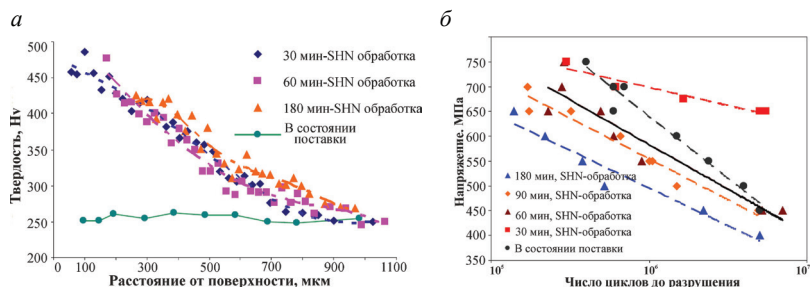 а
500
450
400
350
300
250
200
Твердость, Hv
0
100
300
500
700
900
1100
Расстояние от поверхности, мкм
30 мин-SHN обработка
60 мин-SHN обработка
180 мин-SHN обработка
В состоянии
поставки
б
800
750
700
650
600
550
500
450
400
350
Напряжение, МПа
180 мин, SHN-обработка
90 мин, SHN-обработка
60 мин, SHN-обработка
30 мин, SHN-обработка
В состоянии поставки
10⁵
10⁶
10⁷
Число циклов до разрушения